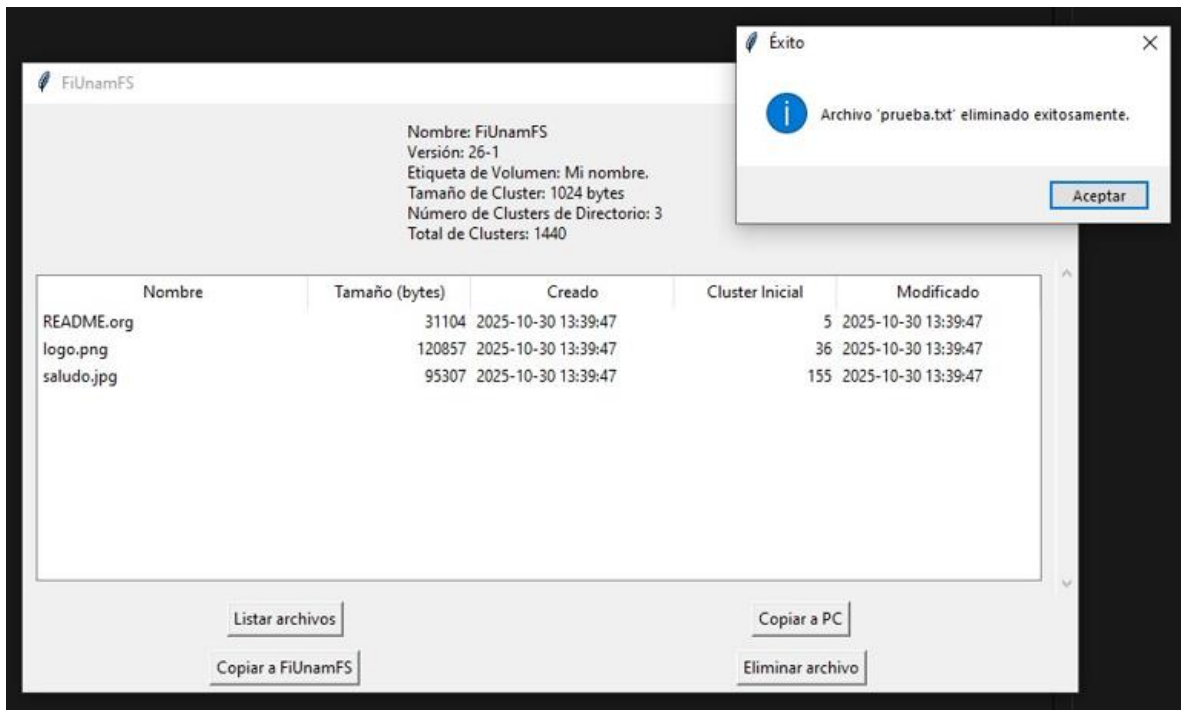 Éxito
Archivo 'prueba.txt' eliminado exitosamente.
Aceptar
FiUnamFS
Nombre: FiUnamFS
Versión: 26-1
Etiqueta de Volumen: Mi nombre.
Tamaño de Cluster: 1024 bytes
Número de Clusters de Directorio: 3
Total de Clusters: 1440
Nombre Tamaño (bytes) Creado Cluster Inicial Modificado
README.org 31104 2025-10-30 13:39:47 5 2025-10-30 13:39:47
logo.png 120857 2025-10-30 13:39:47 36 2025-10-30 13:39:47
saludo.jpg 95307 2025-10-30 13:39:47 155 2025-10-30 13:39:47
Listar archivos Copiar a PC
Copiar a FiUnamFS Eliminar archivo